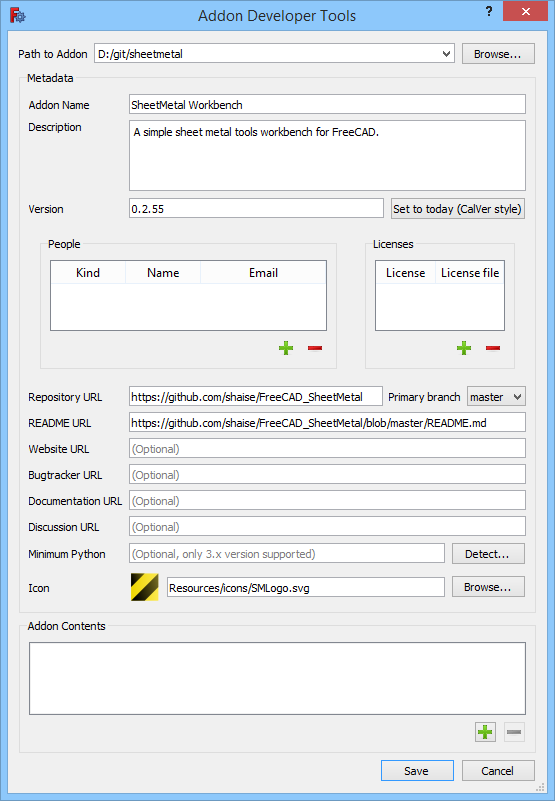 Addon Developer Tools
?
Path to Addon D:/git/sheetmetal Browse...
Metadata
Addon Name SheetMetal Workbench
Description A simple sheet metal tools workbench for FreeCAD.
Version 0.2.55 Set to today (CalVer style)
People Licenses
Kind Name Email License License file
Repository URL https://github.com/shaise/FreeCAD_SheetMetal Primary branch master
README URL https://github.com/shaise/FreeCAD_SheetMetal/blob/master/README.md
Website URL (Optional)
Bugtracker URL (Optional)
Documentation URL (Optional)
Discussion URL (Optional)
Minimum Python (Optional, only 3.x version supported) Detect...
Icon Resources/icons/SMLogo.svg Browse...
Addon Contents
Save Cancel